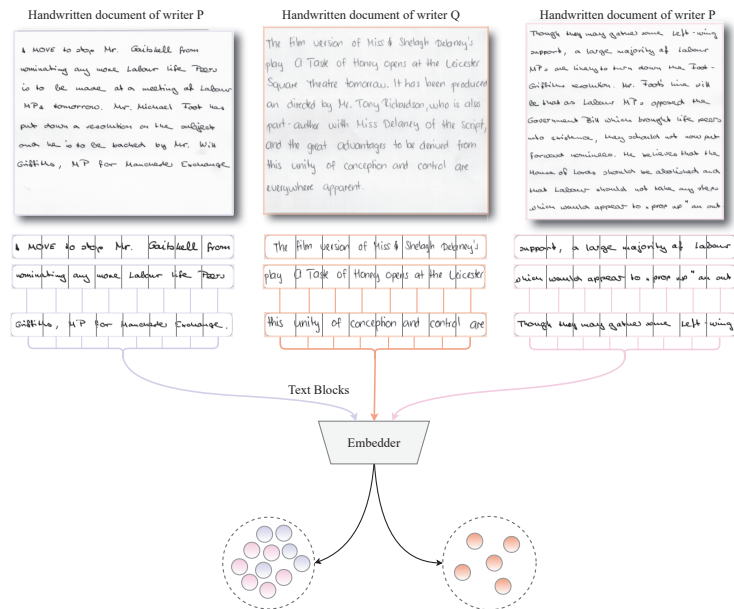 Handwritten document of writer P
A MOVE to stop Mr. Gaitskell from
nominating any more Labour life Peers
is to be made at a meeting of Labour
MPs tomorrow. Mr. Michael Foot has
put down a resolution on the subject
and he is to be backed by Mr. Will
Griffiths, MP for Manchester Exchange.
Handwritten document of writer Q
The film version of Miss Shelagh Delaney's
play A Taste of Honey opens at the Leicester
Square Theatre tomorrow. It has been produced
an directed by Mr. Tony Richardson, who is also
part-author with Miss Delaney of the script,
and the great advantages to be derived from
this unity of conception and control are
everywhere apparent.
Handwritten document of writer P
Though they may gather some Left-wing
support, a large majority of Labour
MPs are likely to turn down the Foot-
Griffiths resolution. Mr. Foot's line will
be that as Labour MPs opposed the
Government Bill which brought life peers
into existence, they should not now put
forward nominees. He believes that the
House of Lords should be abolished and
that Labour should not take any steps
which would appear to "prop up" an out
A MOVE to stop Mr. Gaitskell from
nominating any more Labour life Peers
Griffiths, MP for Manchester Exchange.
The film version of Miss Shelagh Delaney's
play A Taste of Honey opens at the Leicester
this unity of conception and control are
support, a large majority of Labour
which would appear to "prop up" an out
Though they may gather some Left-wing
Text Blocks
Embedder